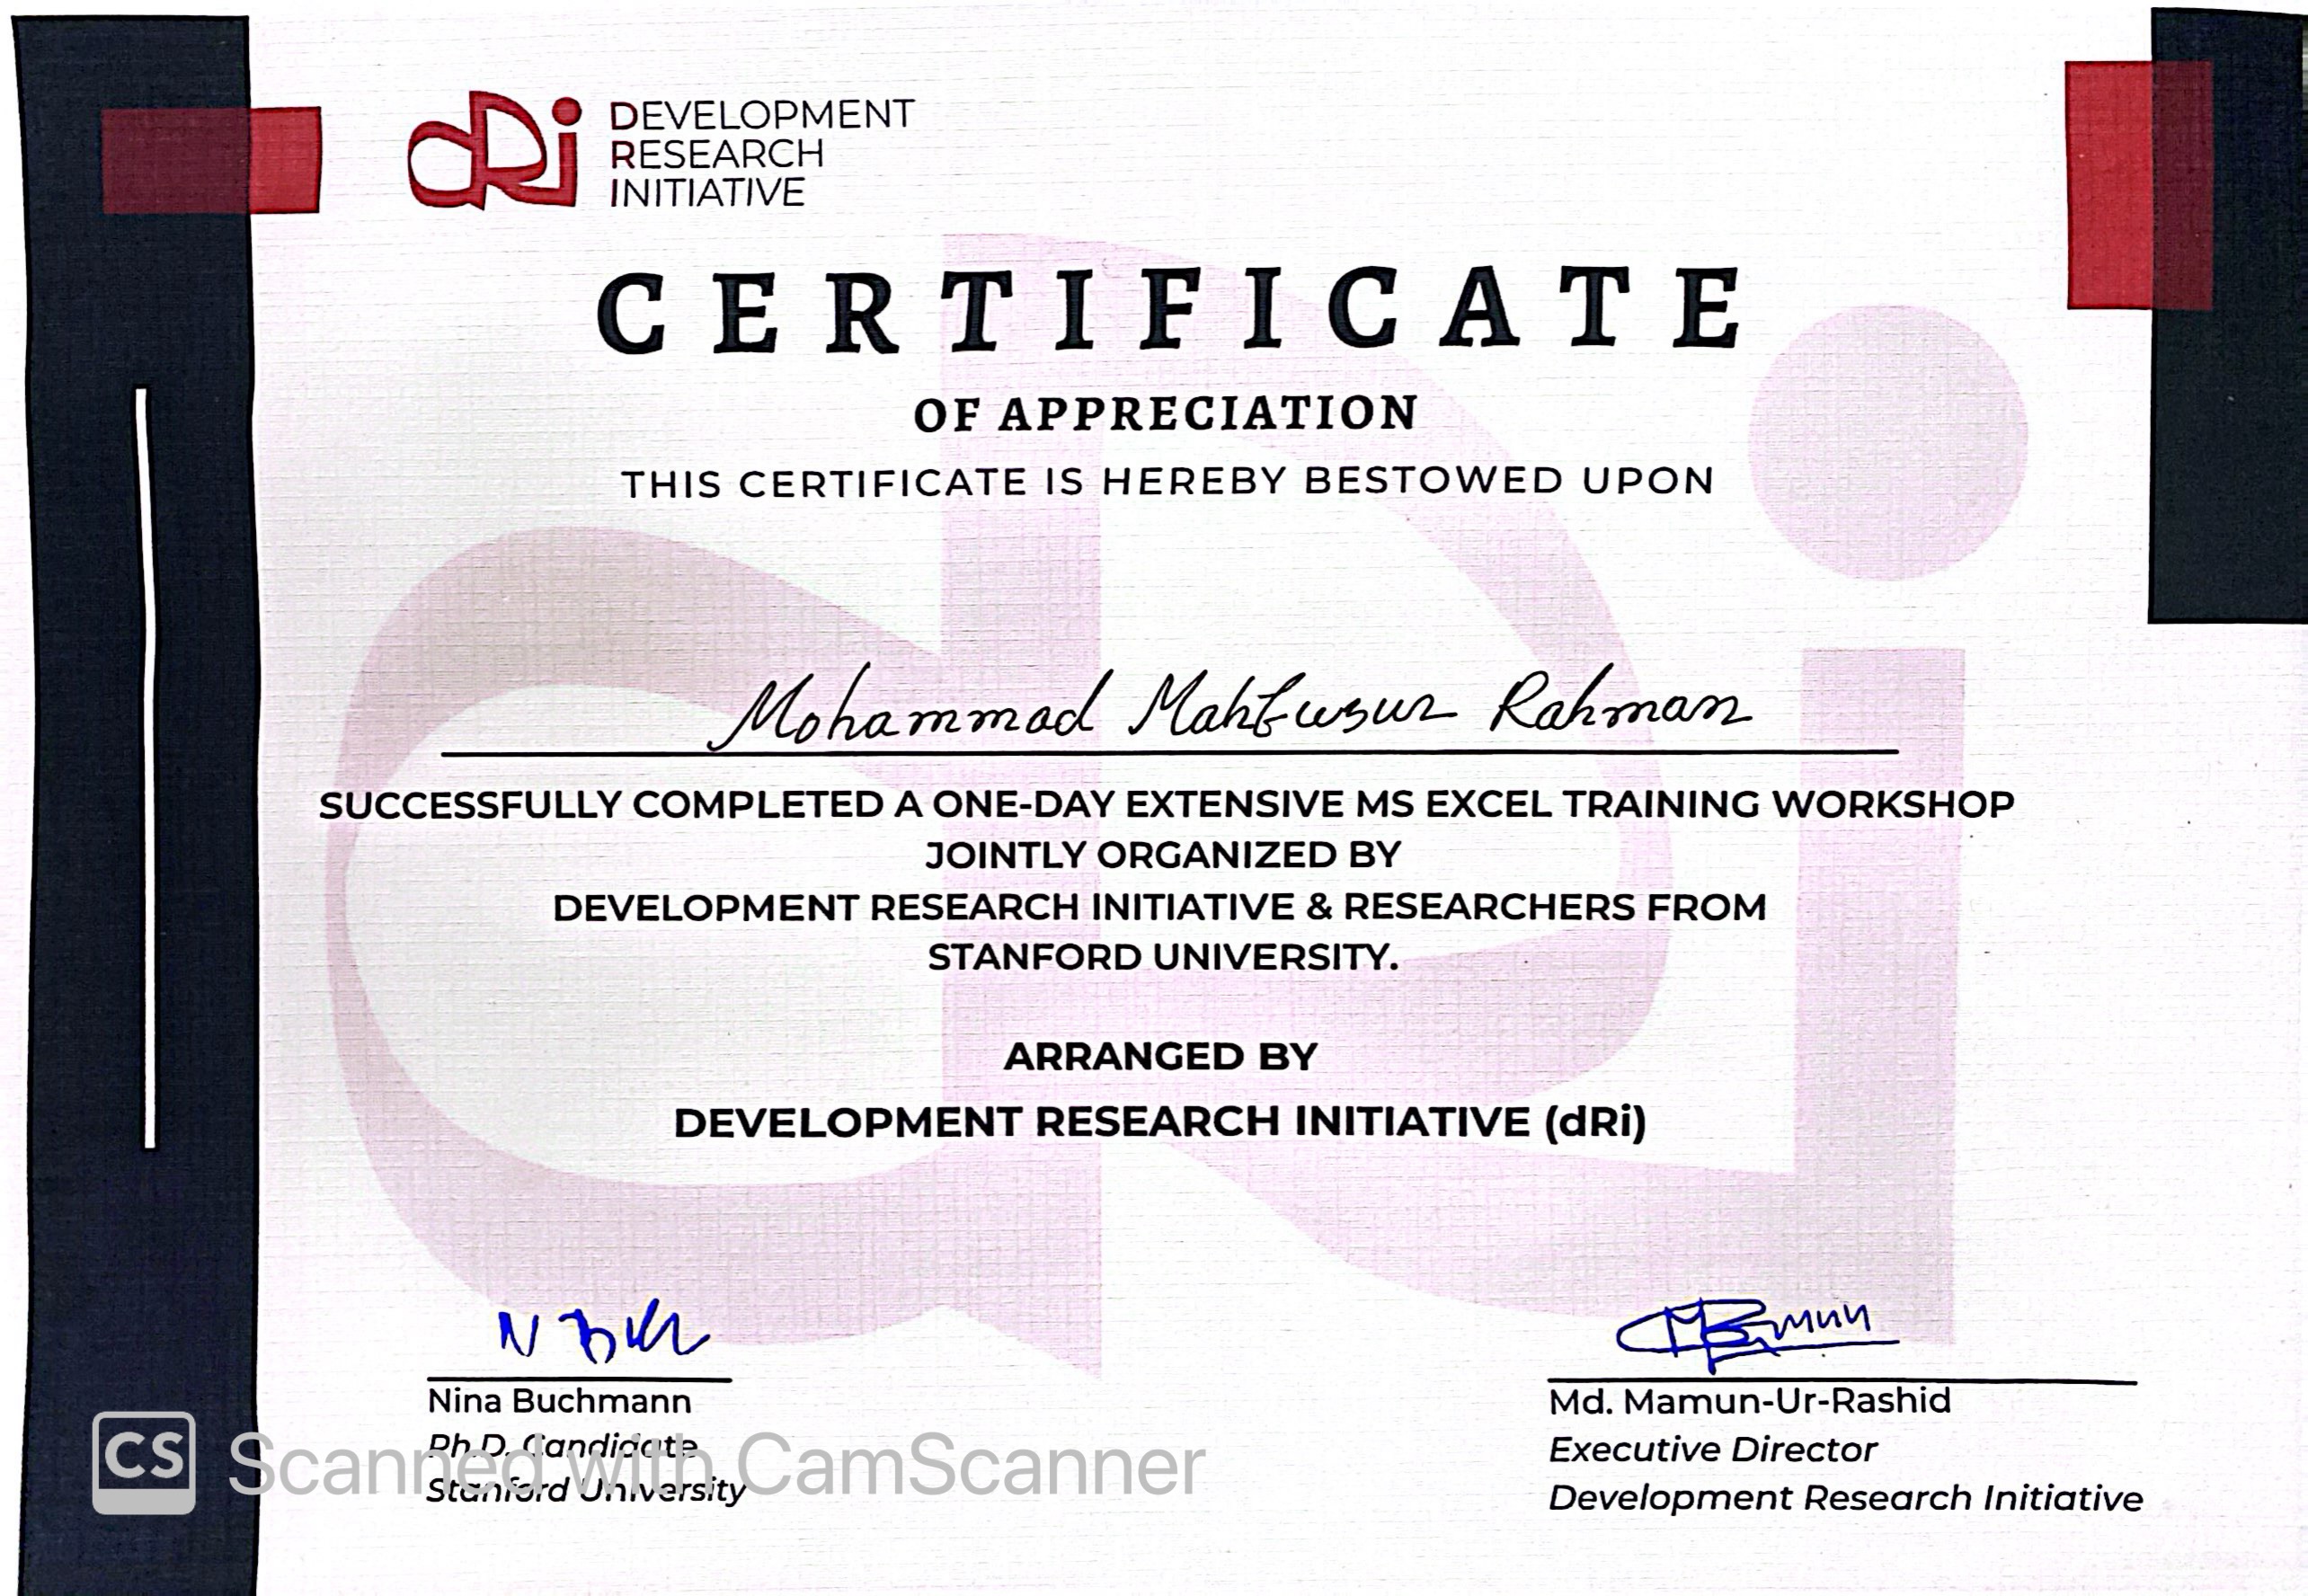 dRi
DEVELOPMENT
RESEARCH
INITIATIVE
CERTIFICATE
OF APPRECIATION
THIS CERTIFICATE IS HEREBY BESTOWED UPON
Mohammad Mahfuzur Rahman
SUCCESSFULLY COMPLETED A ONE-DAY EXTENSIVE MS EXCEL TRAINING WORKSHOP
JOINTLY ORGANIZED BY
DEVELOPMENT RESEARCH INITIATIVE & RESEARCHERS FROM
STANFORD UNIVERSITY.
ARRANGED BY
DEVELOPMENT RESEARCH INITIATIVE (dRi)
Nina Buchmann
Ph.D. Candidate
Stanford University
Md. Mamun-Ur-Rashid
Executive Director
Development Research Initiative
CS Scanned with CamScanner